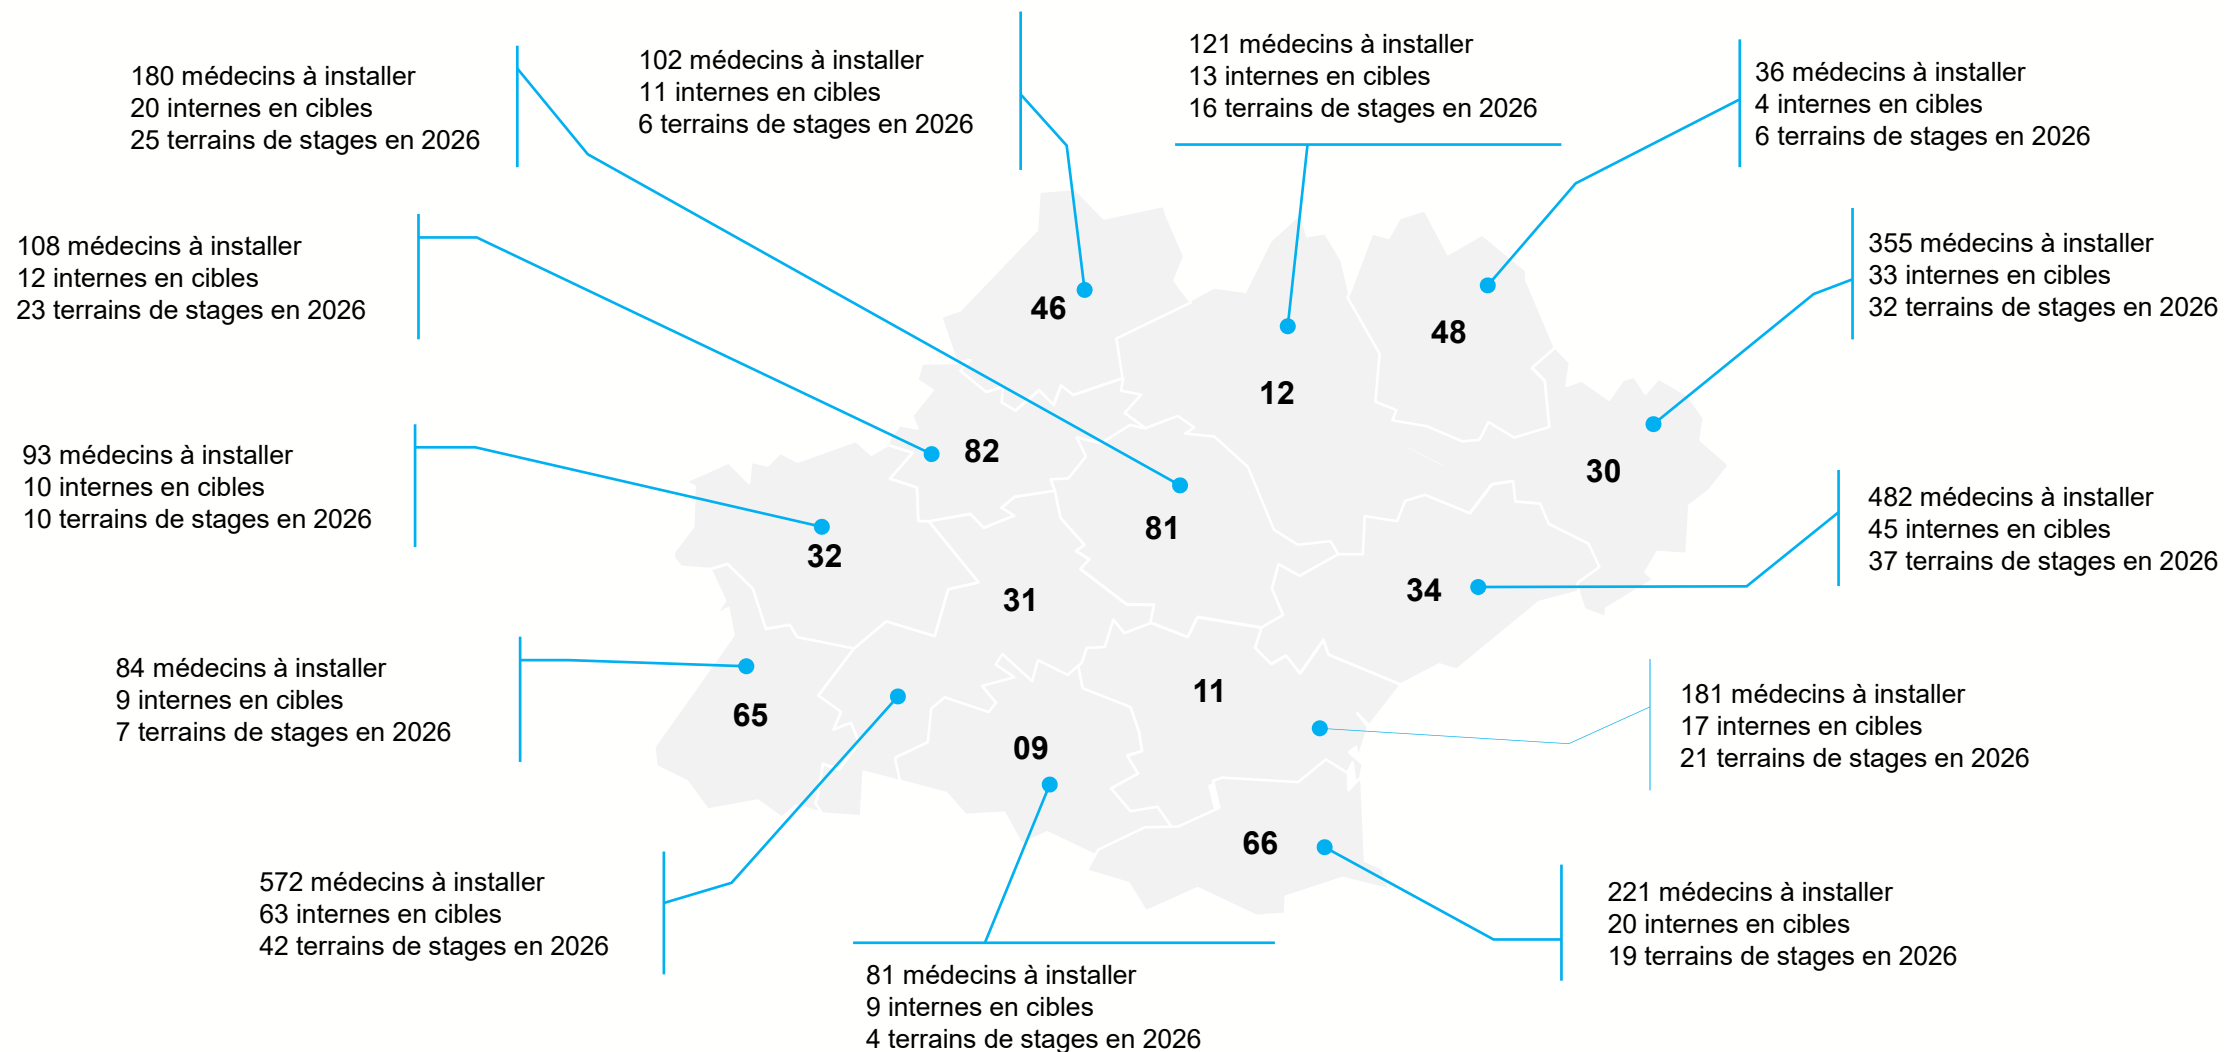 180 médecins à installer
20 internes en cibles
25 terrains de stages en 2026
102 médecins à installer
11 internes en cibles
6 terrains de stages en 2026
121 médecins à installer
13 internes en cibles
16 terrains de stages en 2026
36 médecins à installer
4 internes en cibles
6 terrains de stages en 2026
108 médecins à installer
12 internes en cibles
23 terrains de stages en 2026
355 médecins à installer
33 internes en cibles
32 terrains de stages en 2026
46
48
12
82
30
93 médecins à installer
10 internes en cibles
10 terrains de stages en 2026
482 médecins à installer
45 internes en cibles
37 terrains de stages en 2026
81
32
31
34
84 médecins à installer
9 internes en cibles
7 terrains de stages en 2026
65
11
09
181 médecins à installer
17 internes en cibles
21 terrains de stages en 2026
66
572 médecins à installer
63 internes en cibles
42 terrains de stages en 2026
81 médecins à installer
9 internes en cibles
4 terrains de stages en 2026
221 médecins à installer
20 internes en cibles
19 terrains de stages en 2026